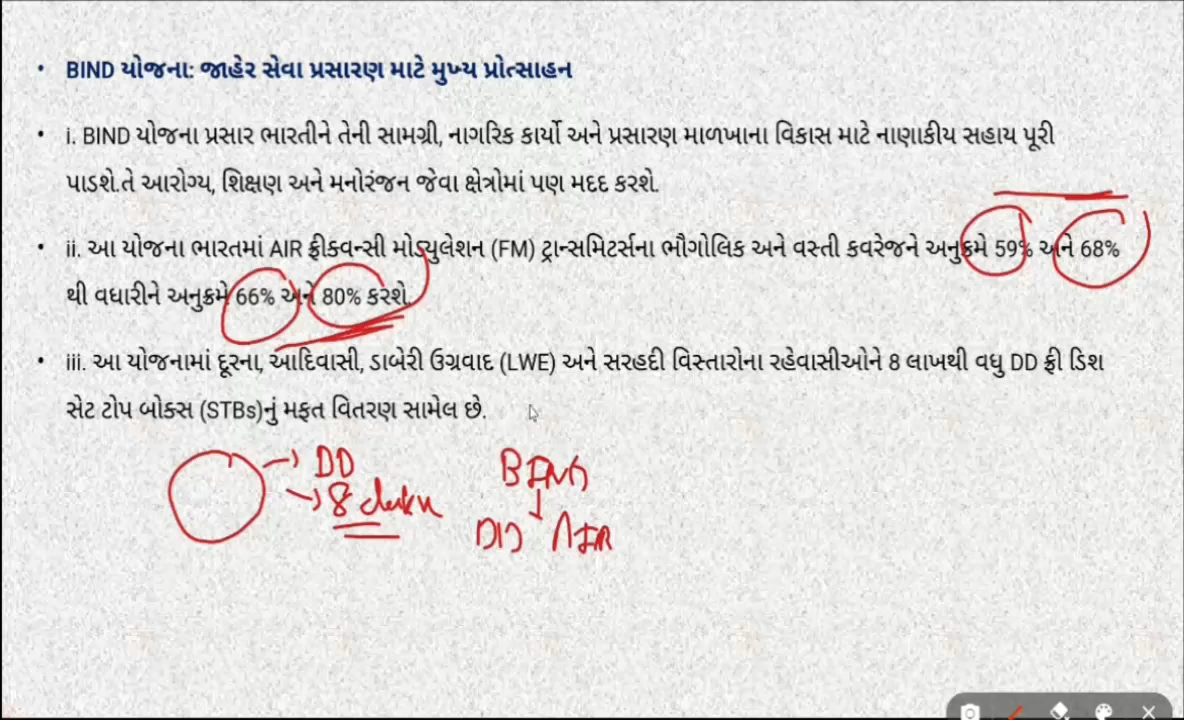 • BIND યોજના: જાહેર સેવા પ્રસારણ માટે મુખ્ય પ્રોત્સાહન
• i. BIND યોજના પ્રસાર ભારતીને તેની સામગ્રી, નાગરિક કાર્યો અને પ્રસારણ માળખાના વિકાસ માટે નાણાકીય સહાય પૂરી
પાડશે.તે આરોગ્ય, શિક્ષણ અને મનોરંજન જેવા ક્ષેત્રોમાં પણ મદદ કરશે.
• ii. આ યોજના ભારતમાં AIR ફ્રીકવન્સી મોડ્યુલેશન (FM) ટ્રાન્સમિટર્સના ભૌગોલિક અને વસ્તી કવરેજને અનુક્રમે 59% અને 68%
થી વધારીને અનુક્રમે 66% અને 80% કરશે.
• iii. આ યોજનામાં દૂરના, આદિવાસી, ડાબેરી ઉગ્રવાદ (LWE) અને સરહદી વિસ્તારોના રહેવાસીઓને 8 લાખથી વધુ DD ફ્રી ડિશ
સેટ ટોપ બોક્સ (STBs)નું મફત વિતરણ સામેલ છે.
DD
8
BIND
DD AIR